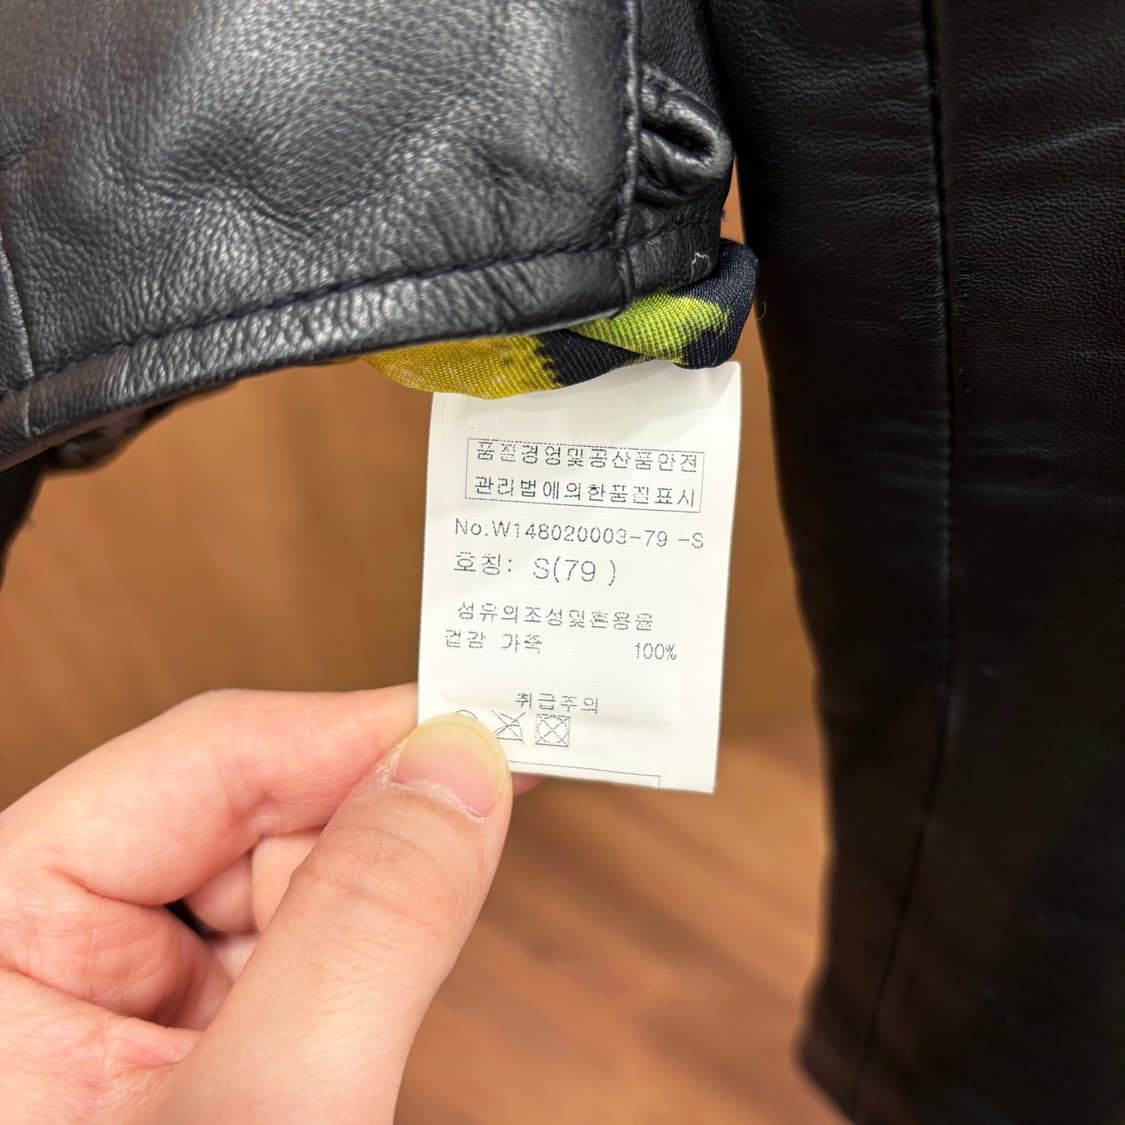 품질경영및공산품안전
관리법에의한품질표시
No.W148020003-79 -S
호칭: S(79 )
섬유의조성및혼용율
겉감 가죽 100%
취급주의